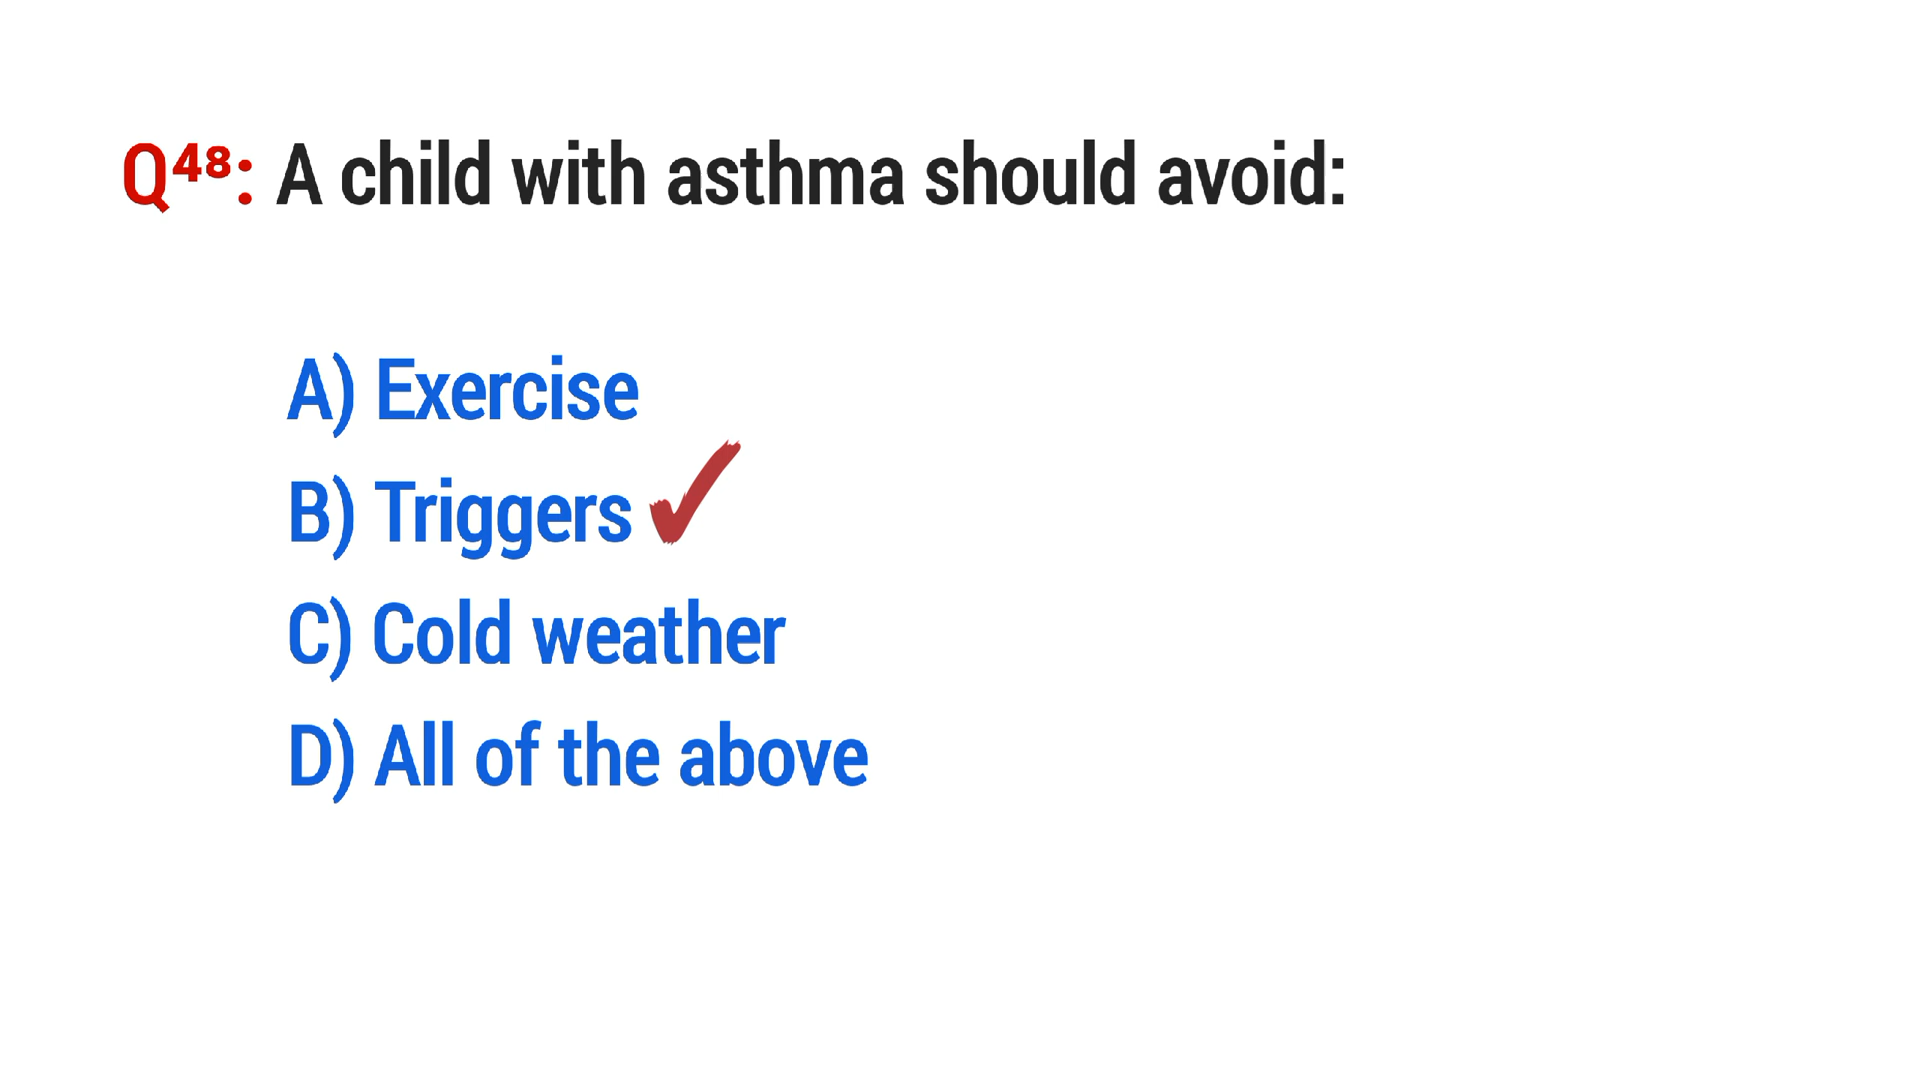 Q⁴⁸: A child with asthma should avoid:
A) Exercise
B) Triggers
C) Cold weather
D) All of the above